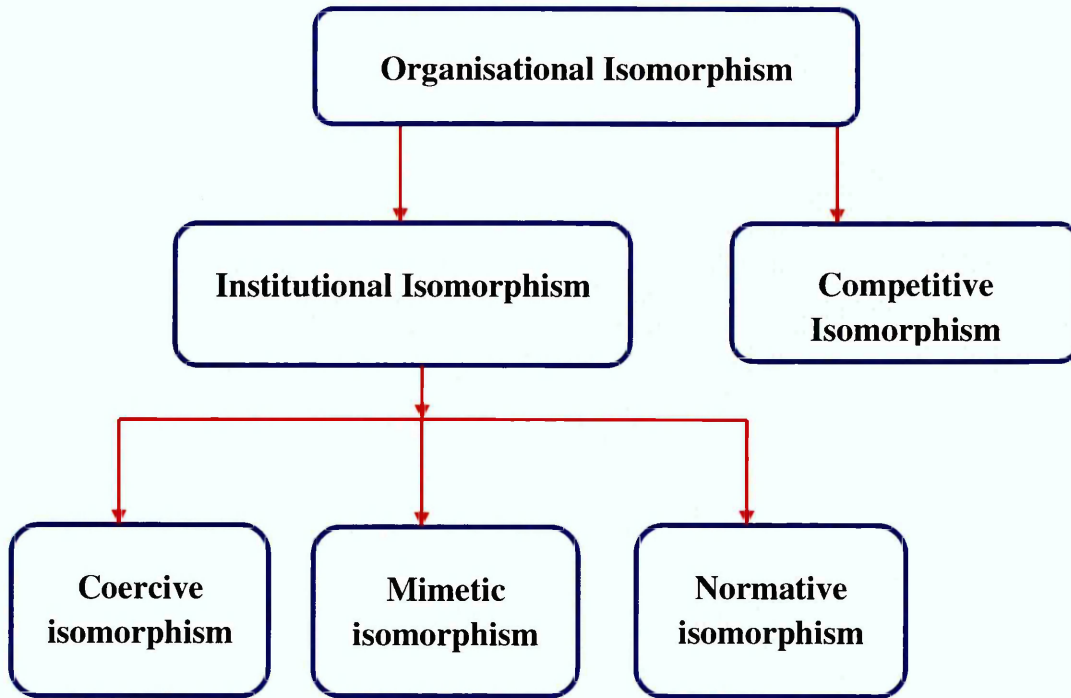 Organisational Isomorphism
Institutional Isomorphism
Competitive
Isomorphism
Coercive
isomorphism
Mimetic
isomorphism
Normative
isomorphism